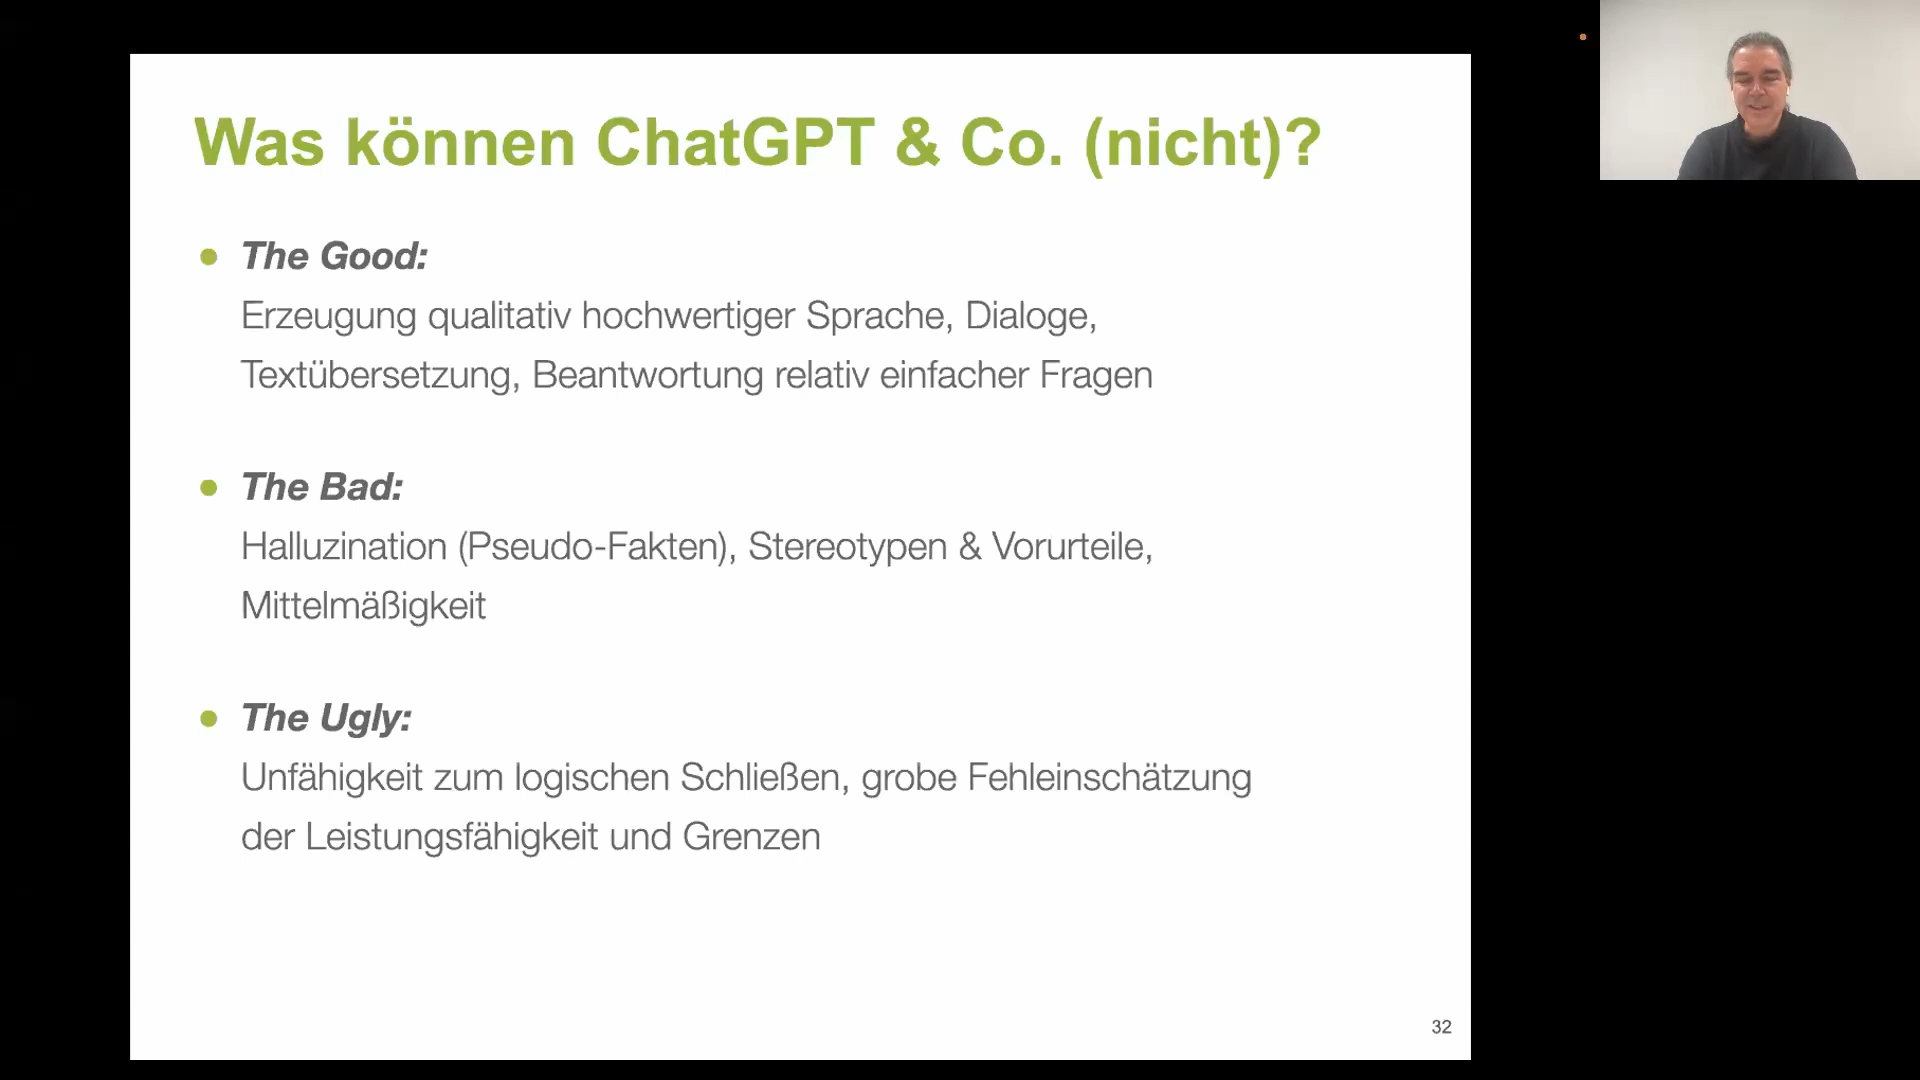 Was können ChatGPT & Co. (nicht)?
The Good:
Erzeugung qualitativ hochwertiger Sprache, Dialoge,
Textübersetzung, Beantwortung relativ einfacher Fragen
The Bad:
Halluzination (Pseudo-Fakten), Stereotypen & Vorurteile,
Mittelmäßigkeit
The Ugly:
Unfähigkeit zum logischen Schließen, grobe Fehleinschätzung
der Leistungsfähigkeit und Grenzen
32